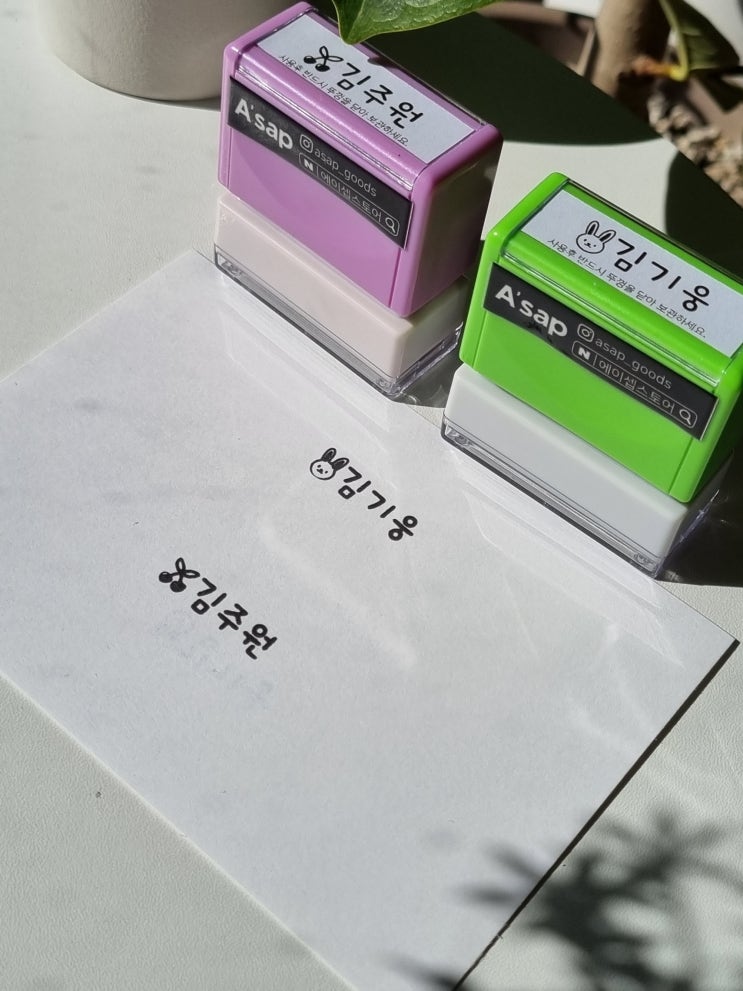 김주원
사용후 반드시 뚜껑을 닫아 보관하세요.
A'sap
asap_goods
N 에이셉스토어
김기웅
사용후 반드시 뚜껑을 닫아 보관하세요.
A'sap
asap_goods
N 에이셉스토어
김기웅
김주원